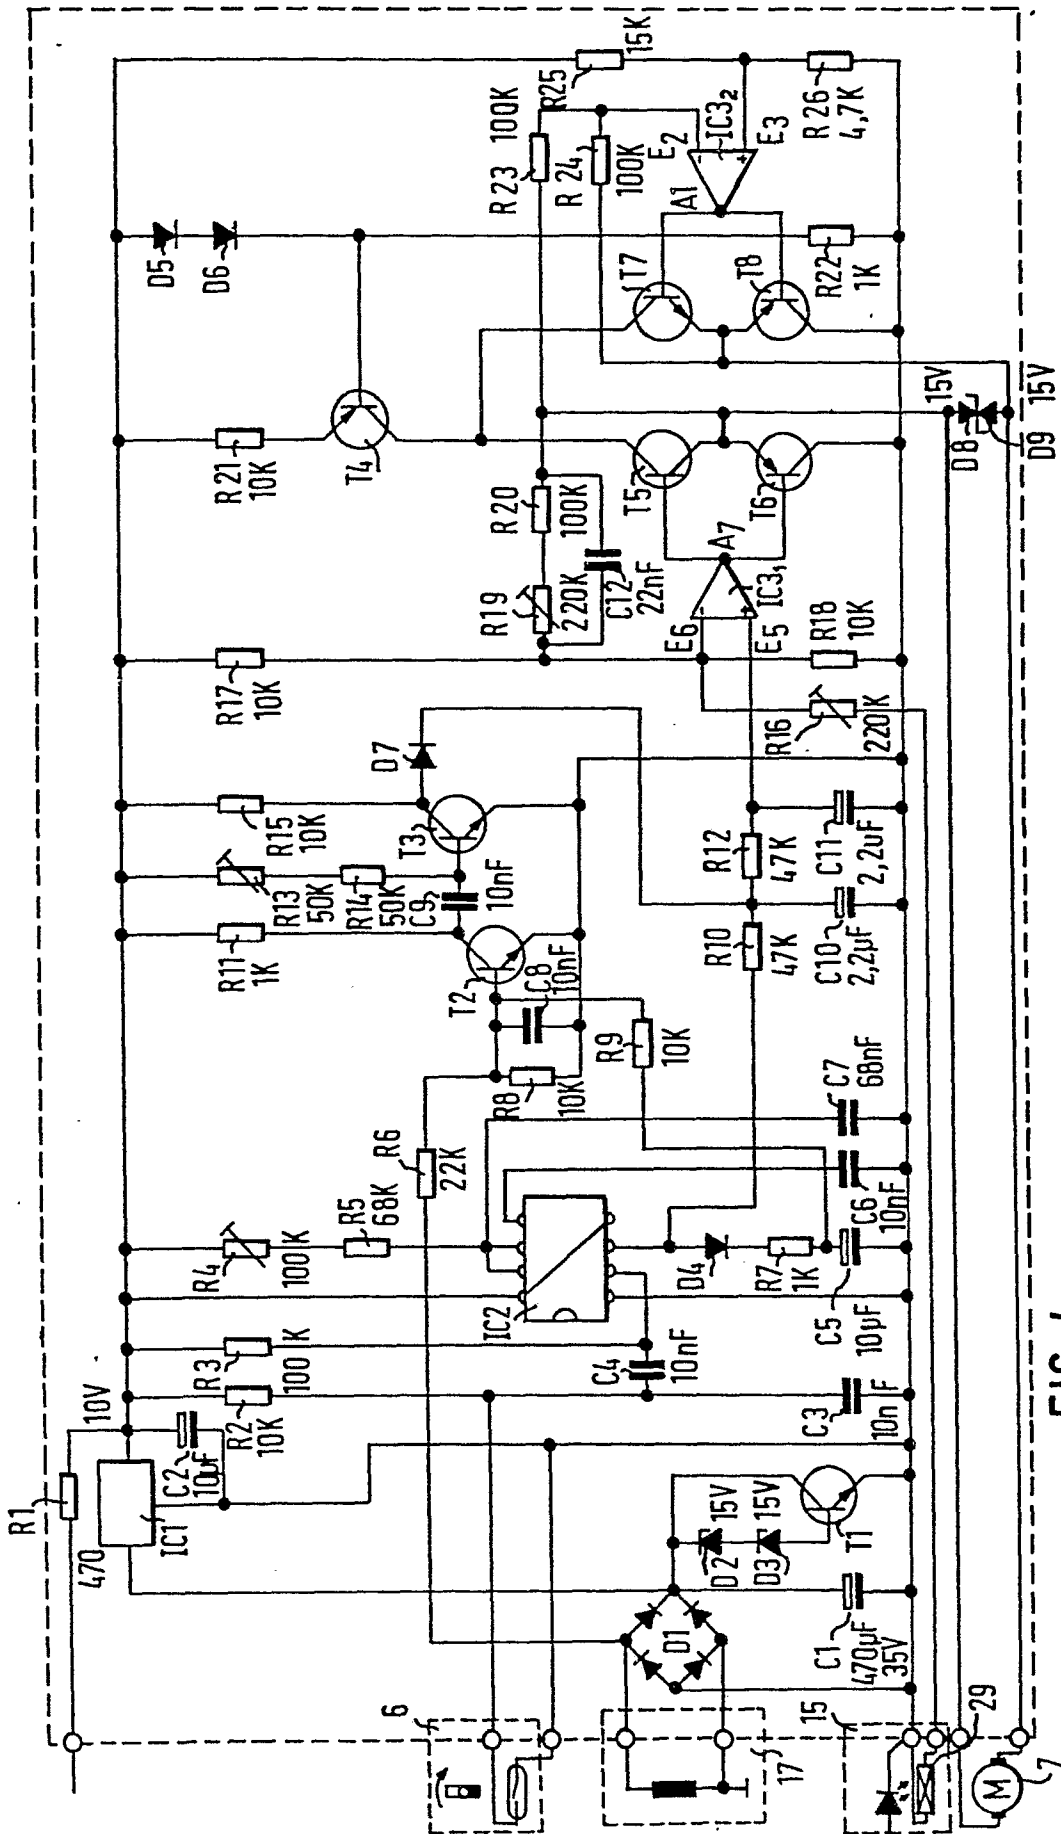 R1
470
IC1
10V
C2
10µF
R2
10K
R3
100K
R4
100K
R5
68K
R6
22K
R11
1K
R13
50K
R14
50K
R15
10K
R17
10K
R21
10K
T4
D5
D6
R23
100K
R24
100K
R25
15K
R26
4,7K
E2
IC3₂
E3
A1
T7
T8
R22
1K
T5
T6
A7
IC3₁
E6
E5
R18
10K
R16
220K
R19
220K
R20
100K
C12
22nF
D7
T3
C9
10nF
T2
C8
10nF
R8
10K
R9
10K
R10
47K
R12
47K
C10
2,2µF
C11
2,2uF
C7
68nF
C6
10nF
IC2
D4
R7
1K
C5
10µF
C4
10nF
C3
10nF
D1
D2
15V
D3
15V
T1
C1
470µF
35V
D8
15V
D9
15V
6
17
15
29
M
7